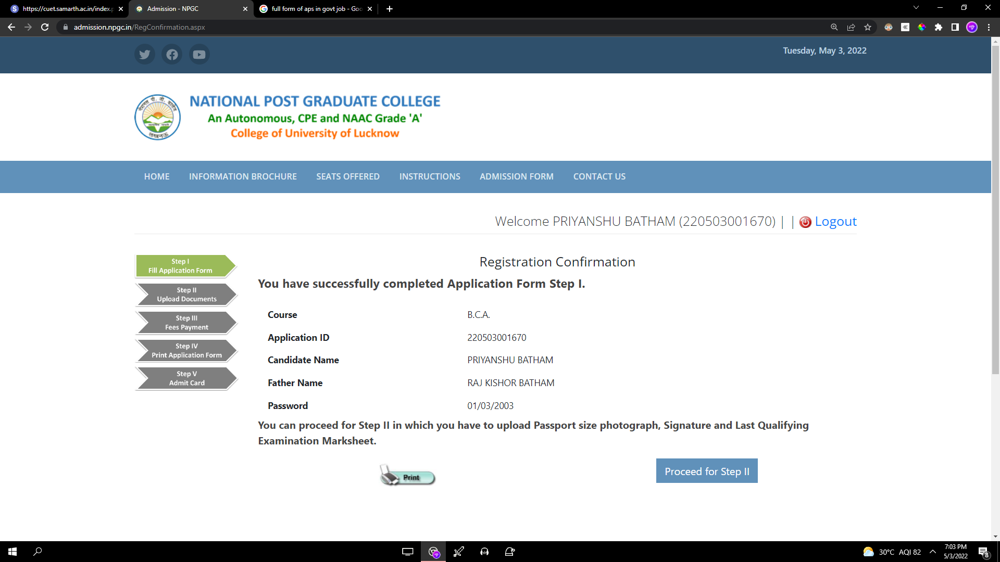 https://cuet.samarth.ac.in/index.p
Admission - NPGC
full form of aps in govt job - Goo
admission.npgc.in/RegConfirmation.aspx
Tuesday, May 3, 2022
NATIONAL POST GRADUATE COLLEGE
An Autonomous, CPE and NAAC Grade 'A'
College of University of Lucknow
HOME INFORMATION BROCHURE SEATS OFFERED INSTRUCTIONS ADMISSION FORM CONTACT US
Welcome PRIYANSHU BATHAM (220503001670) | | Logout
Step I
Fill Application Form
Step II
Upload Documents
Step III
Fees Payment
Step IV
Print Application Form
Step V
Admit Card
Registration Confirmation
You have successfully completed Application Form Step I.
Course B.C.A.
Application ID 220503001670
Candidate Name PRIYANSHU BATHAM
Father Name RAJ KISHOR BATHAM
Password 01/03/2003
You can proceed for Step II in which you have to upload Passport size photograph, Signature and Last Qualifying
Examination Marksheet.
Print
Proceed for Step II
30°C AQI 82
7:03 PM
5/3/2022
8